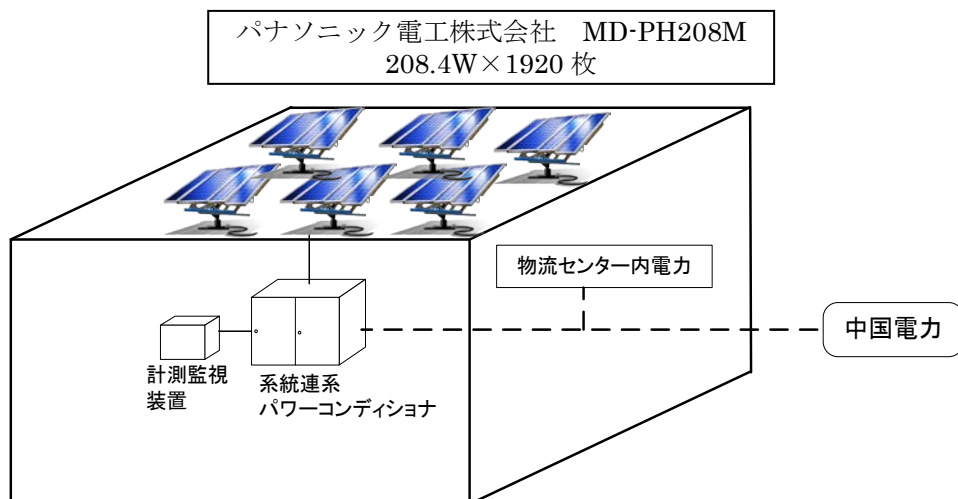 パナソニック電工株式会社　MD-PH208M
208.4W×1920 枚
物流センター内電力
中国電力
計測監視
装置
系統連系
パワーコンディショナ